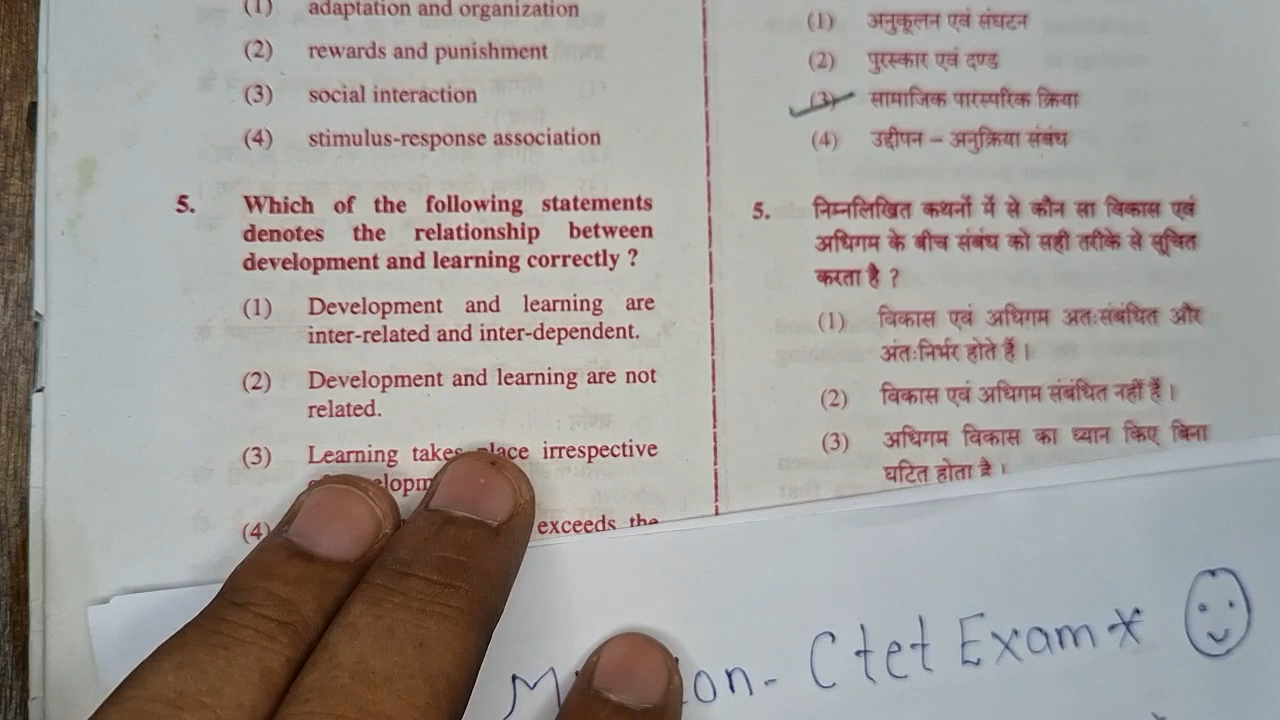 (1) adaptation and organization
(2) rewards and punishment
(3) social interaction
(4) stimulus-response association
5. Which of the following statements
denotes the relationship between
development and learning correctly ?
(1) Development and learning are
inter-related and inter-dependent.
(2) Development and learning are not
related.
(3) Learning takes place irrespective
(4) exceeds the
(1) अनुकूलन एवं संघटन
(2) पुरस्कार एवं दण्ड
(3) सामाजिक पारस्परिक क्रिया
(4) उद्दीपन – अनुक्रिया संबंध
5. निम्नलिखित कथनों में से कौन सा विकास एवं
अधिगम के बीच संबंध को सही तरीके से सूचित
करता है ?
(1) विकास एवं अधिगम अंतःसंबंधित और
अंतःनिर्भर होते हैं ।
(2) विकास एवं अधिगम संबंधित नहीं हैं ।
(3) अधिगम विकास का ध्यान किए बिना
घटित होता है ।
Ctet Exam *